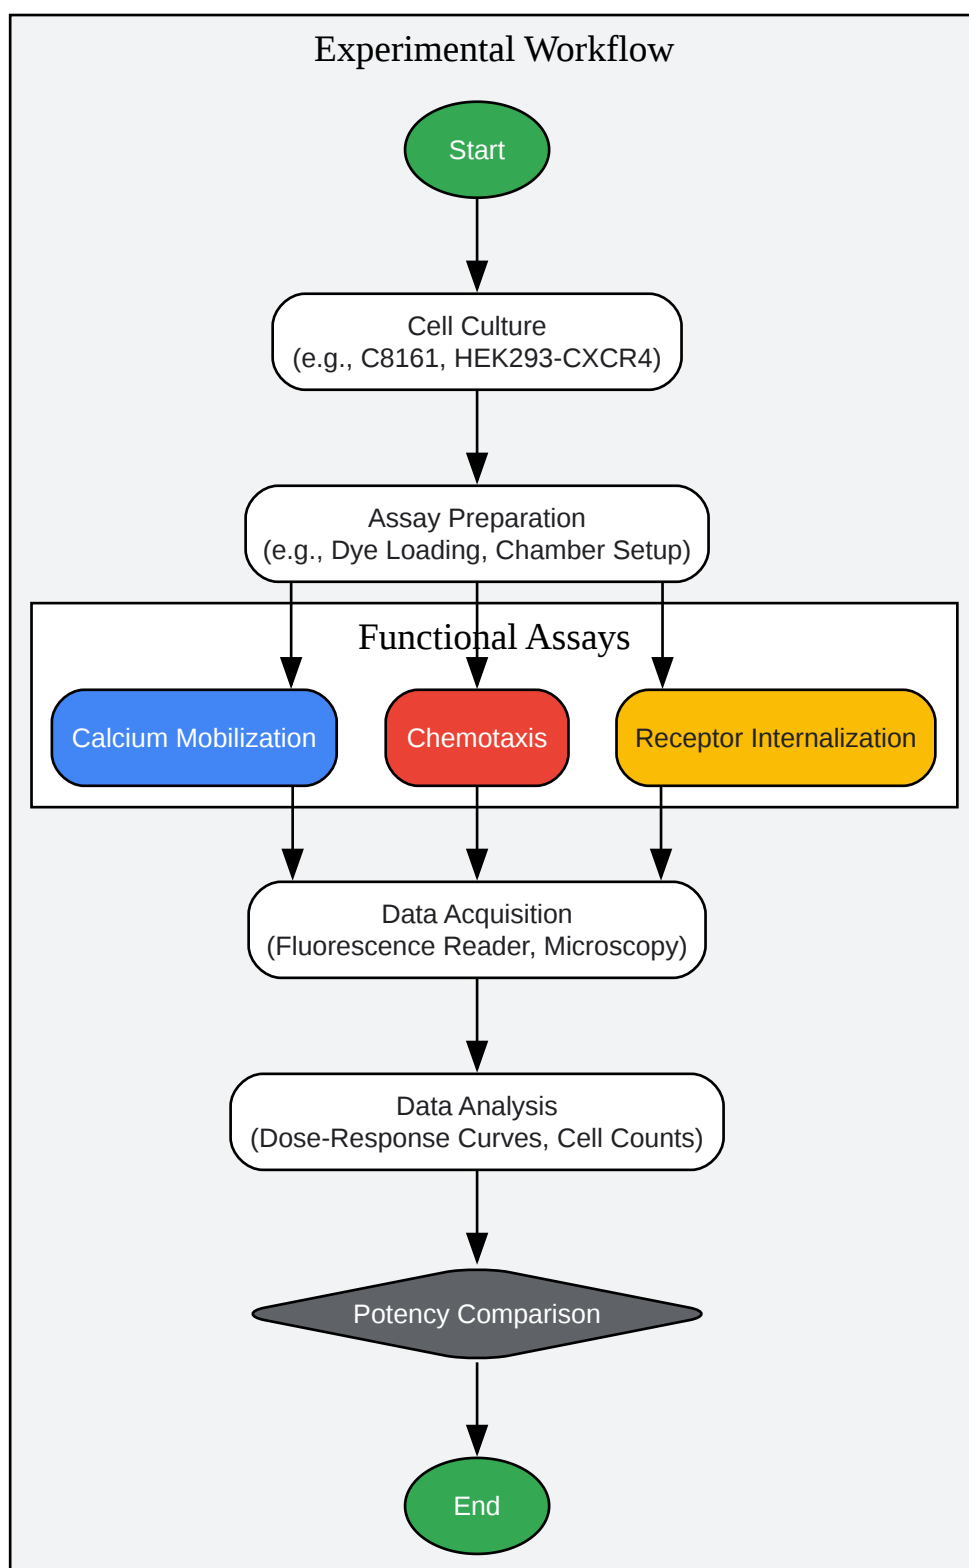 Experimental Workflow
Start
Cell Culture
(e.g., C8161, HEK293-CXCR4)
Assay Preparation
(e.g., Dye Loading, Chamber Setup)
Functional Assays
Calcium Mobilization
Chemotaxis
Receptor Internalization
Data Acquisition
(Fluorescence Reader, Microscopy)
Data Analysis
(Dose-Response Curves, Cell Counts)
Potency Comparison
End